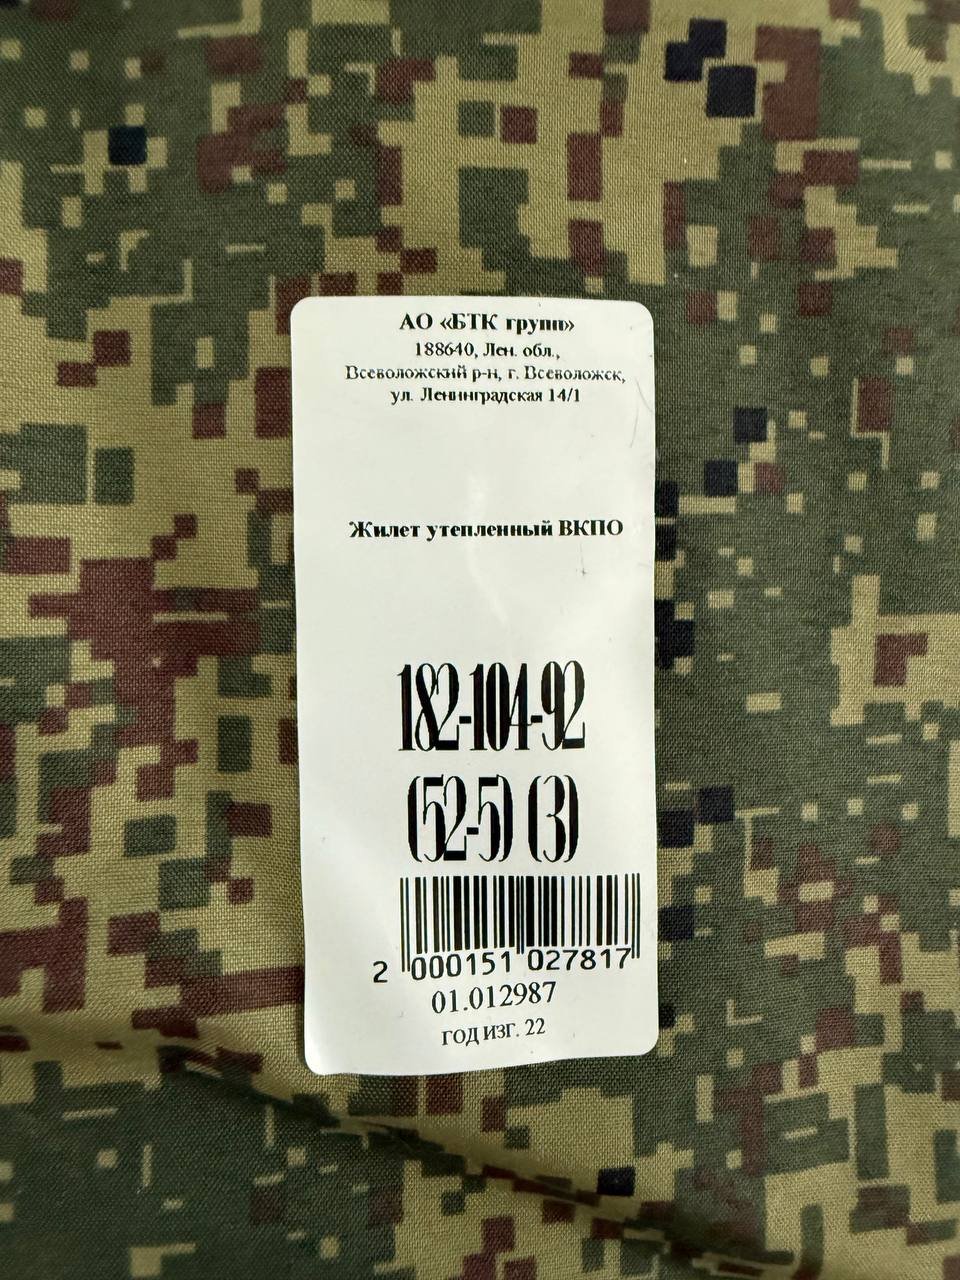 АО «БТК групп»
188640, Лен. обл.,
Всеволожский р-н, г. Всеволожск,
ул. Ленинградская 14/1
Жилет утепленный ВКПО
182-104-92
(52-5) (3)
2 000151 027817
01.012987
год изг. 22